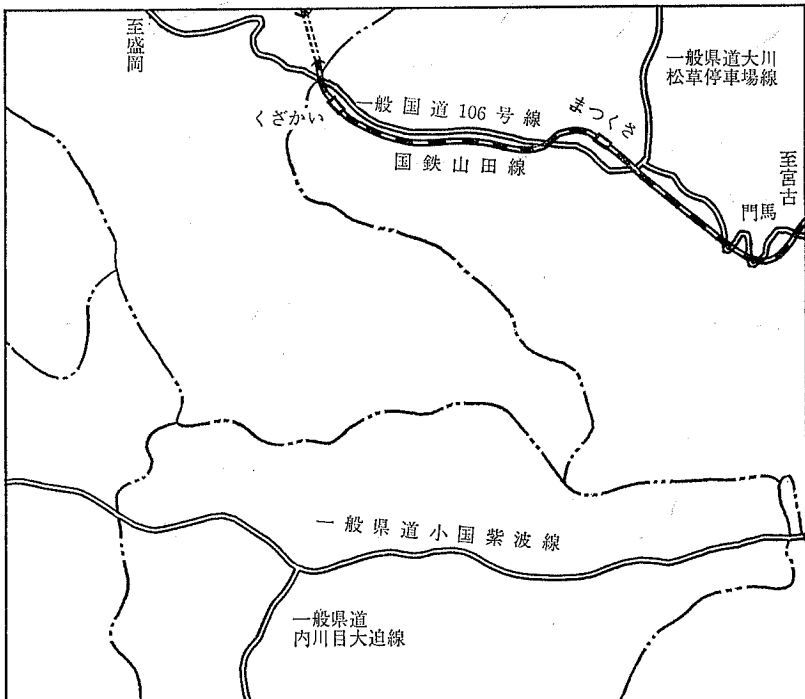 至盛岡
一般県道大川
松草停車場線
くざかい
一般国道106号線
まつくさ
国鉄山田線
至宮古
門馬
一般県道小国紫波線
一般県道
内川目大迫線